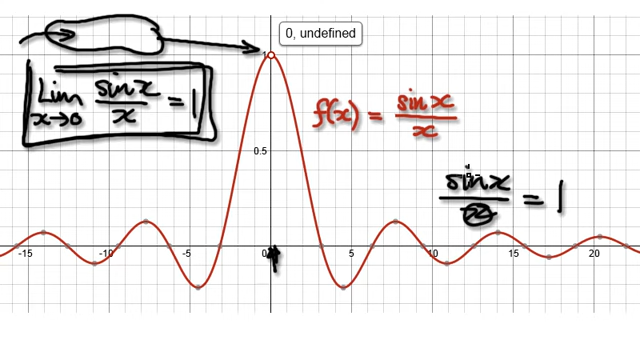 0, undefined
1
Lim x→0 sin x / x = 1
f(x) = sin x / x
0.5
sin x / x = 1
-15 -10 -5 0 5 10 15 20